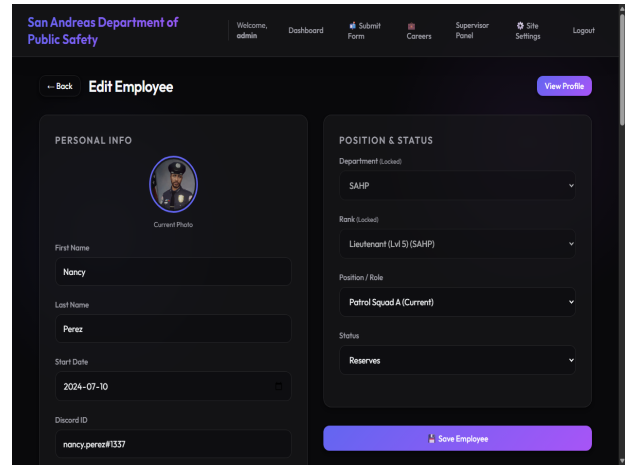 San Andreas Department of
Public Safety
Welcome,
admin
Dashboard
Submit
Form
Careers
Supervisor
Panel
Site
Settings
Logout
← Back
Edit Employee
View Profile
PERSONAL INFO
Current Photo
First Name
Nancy
Last Name
Perez
Start Date
2024-07-10
Discord ID
nancy.perez#1337
POSITION & STATUS
Department (Locked)
SAHP
Rank (Locked)
Lieutenant (Lvl 5) (SAHP)
Position / Role
Patrol Squad A (Current)
Status
Reserves
Save Employee